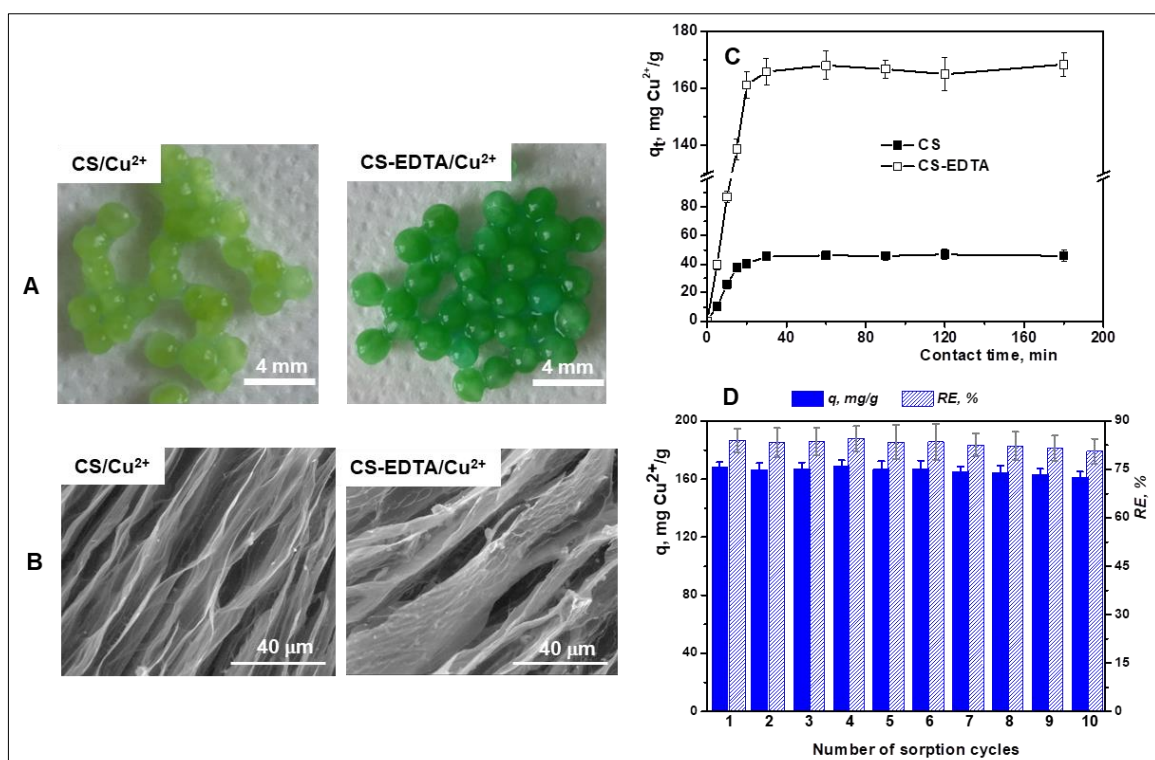 A
CS/Cu²⁺
4 mm
CS-EDTA/Cu²⁺
4 mm
B
CS/Cu²⁺
40 μm
CS-EDTA/Cu²⁺
40 μm
C
qt, mg Cu²⁺/g
180
160
140
80
60
40
20
0
CS
CS-EDTA
0 40 80 120 160 200
Contact time, min
D
q, mg/g RE, %
q, mg Cu²⁺/g
200
160
200
80
40
0
RE, %
90
75
60
45
30
15
0
1 2 3 4 5 6 7 8 9 10
Number of sorption cycles